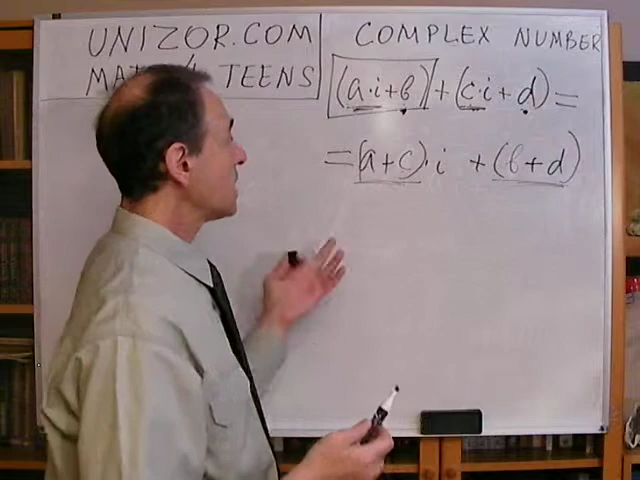 UNIZOR.COM
MATH 4 TEENS
COMPLEX NUMBER
(a·i+b)+(c·i+d)=
=(a+c)·i +(b+d)